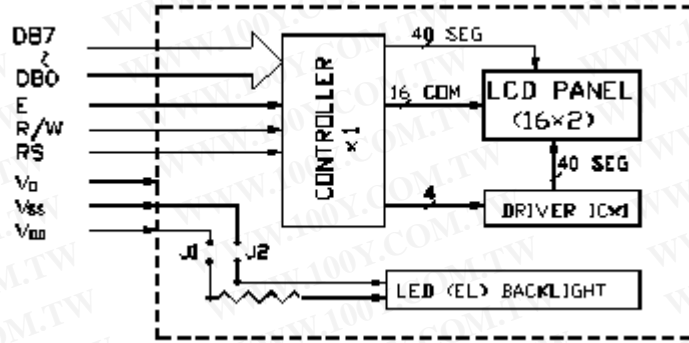 DB7
~
DB0
E
R/W
RS
V0
VSS
VDD
CONTROLLER
×1
40 SEG
16 COM
4
LCD PANEL
(16×2)
40 SEG
DRIVER IC×1
J1
J2
LED (EL) BACKLIGHT
WWW.100Y.COM.TW